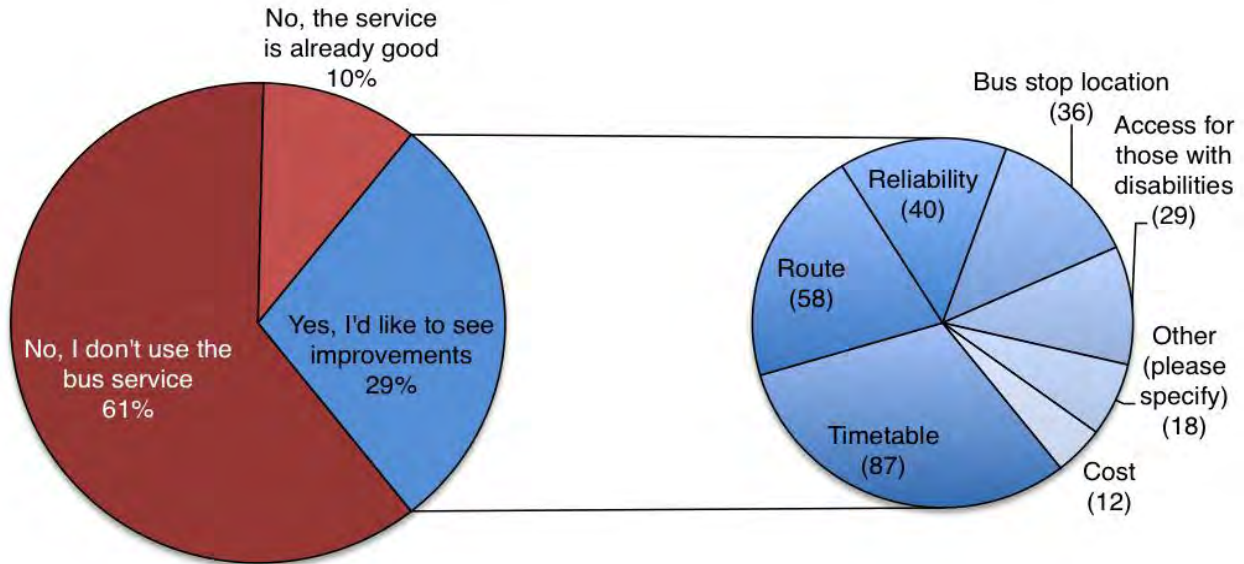 No, the service
is already good
10%
Yes, I'd like to see
improvements
29%
No, I don't use the
bus service
61%
Reliability
(40)
Bus stop location
(36)
Access for
those with
disabilities
(29)
Other
(please
specify)
(18)
Cost
(12)
Timetable
(87)
Route
(58)